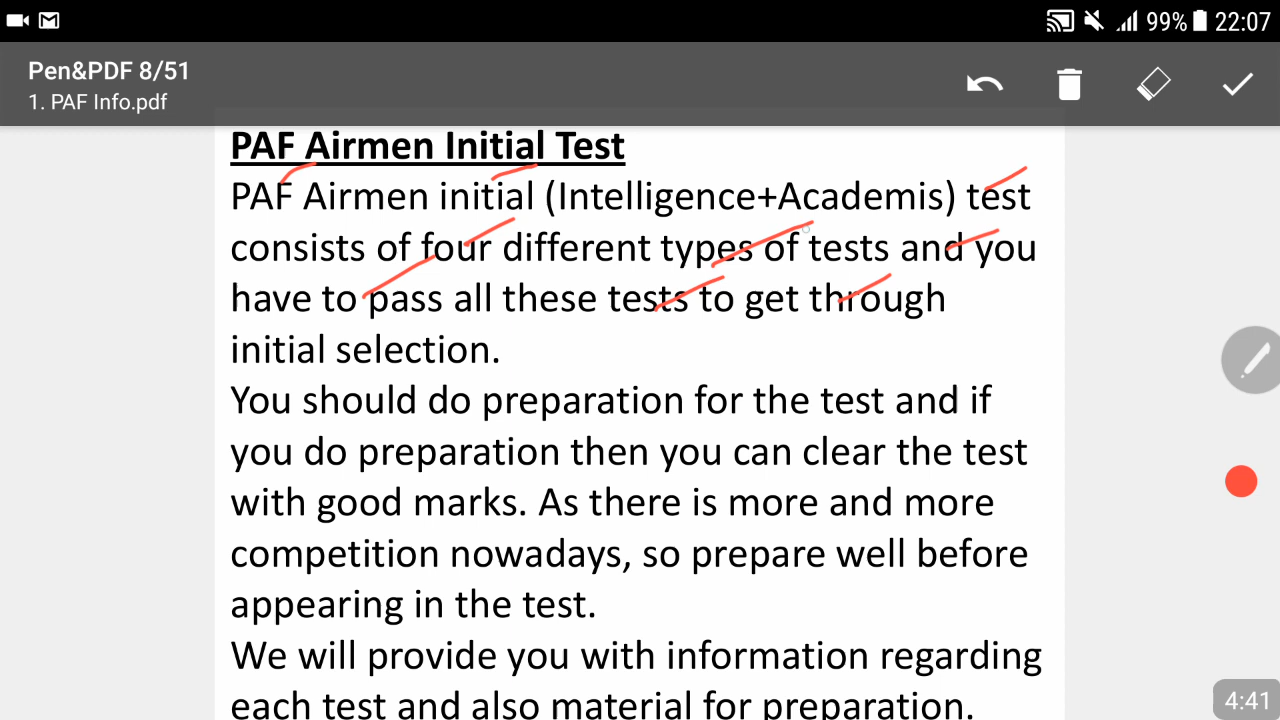 99% 22:07
Pen&PDF 8/51
1. PAF Info.pdf
PAF Airmen Initial Test
PAF Airmen initial (Intelligence+Academis) test
consists of four different types of tests and you
have to pass all these tests to get through
initial selection.
You should do preparation for the test and if
you do preparation then you can clear the test
with good marks. As there is more and more
competition nowadays, so prepare well before
appearing in the test.
We will provide you with information regarding
each test and also material for preparation.
4:41